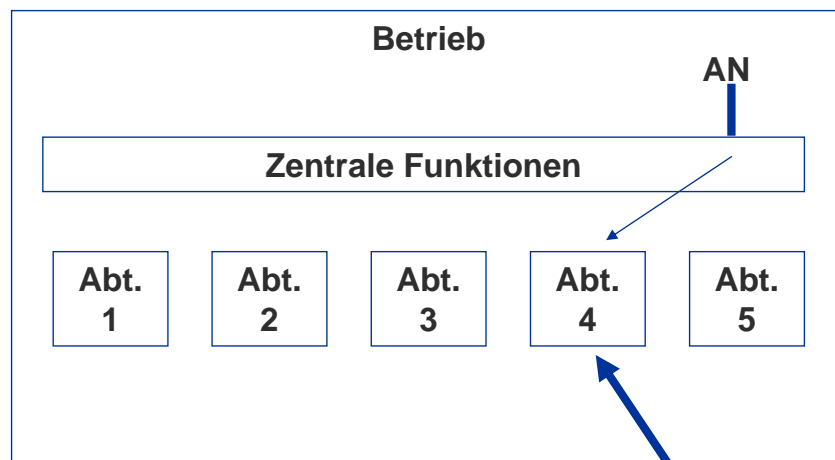 Betrieb
AN
Zentrale Funktionen
Abt.
1
Abt.
2
Abt.
3
Abt.
4
Abt.
5